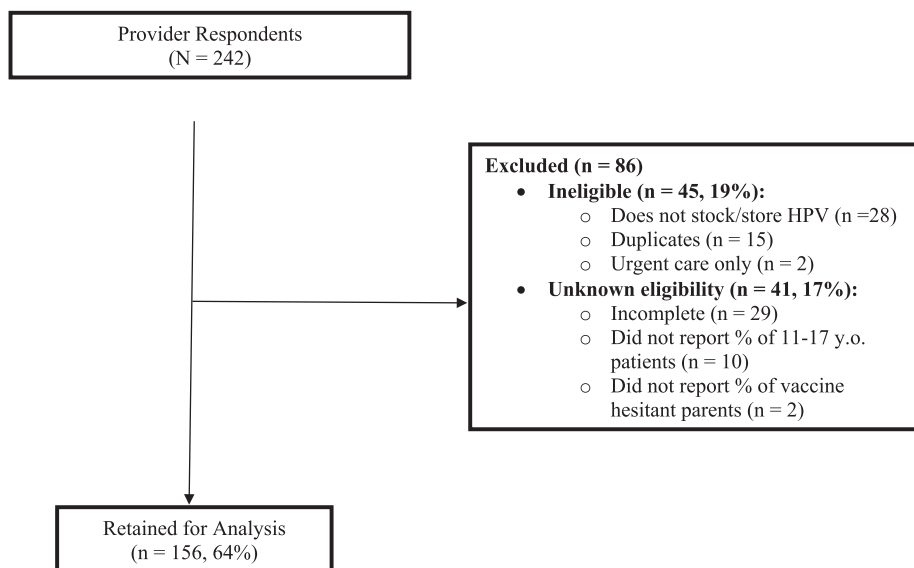 Provider Respondents
(N = 242)
Excluded (n = 86)
• Ineligible (n = 45, 19%):
o Does not stock/store HPV (n =28)
o Duplicates (n = 15)
o Urgent care only (n = 2)
• Unknown eligibility (n = 41, 17%):
o Incomplete (n = 29)
o Did not report % of 11-17 y.o.
patients (n = 10)
o Did not report % of vaccine
hesitant parents (n = 2)
Retained for Analysis
(n = 156, 64%)